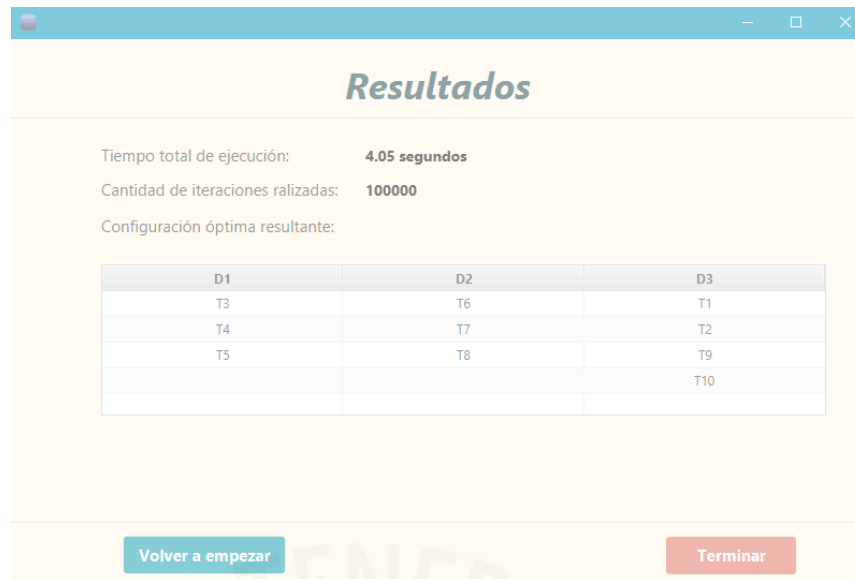 Resultados
Tiempo total de ejecución: 4.05 segundos
Cantidad de iteraciones ralizadas: 100000
Configuración óptima resultante:
D1 D2 D3
T3 T6 T1
T4 T7 T2
T5 T8 T9
T10
Volver a empezar Terminar